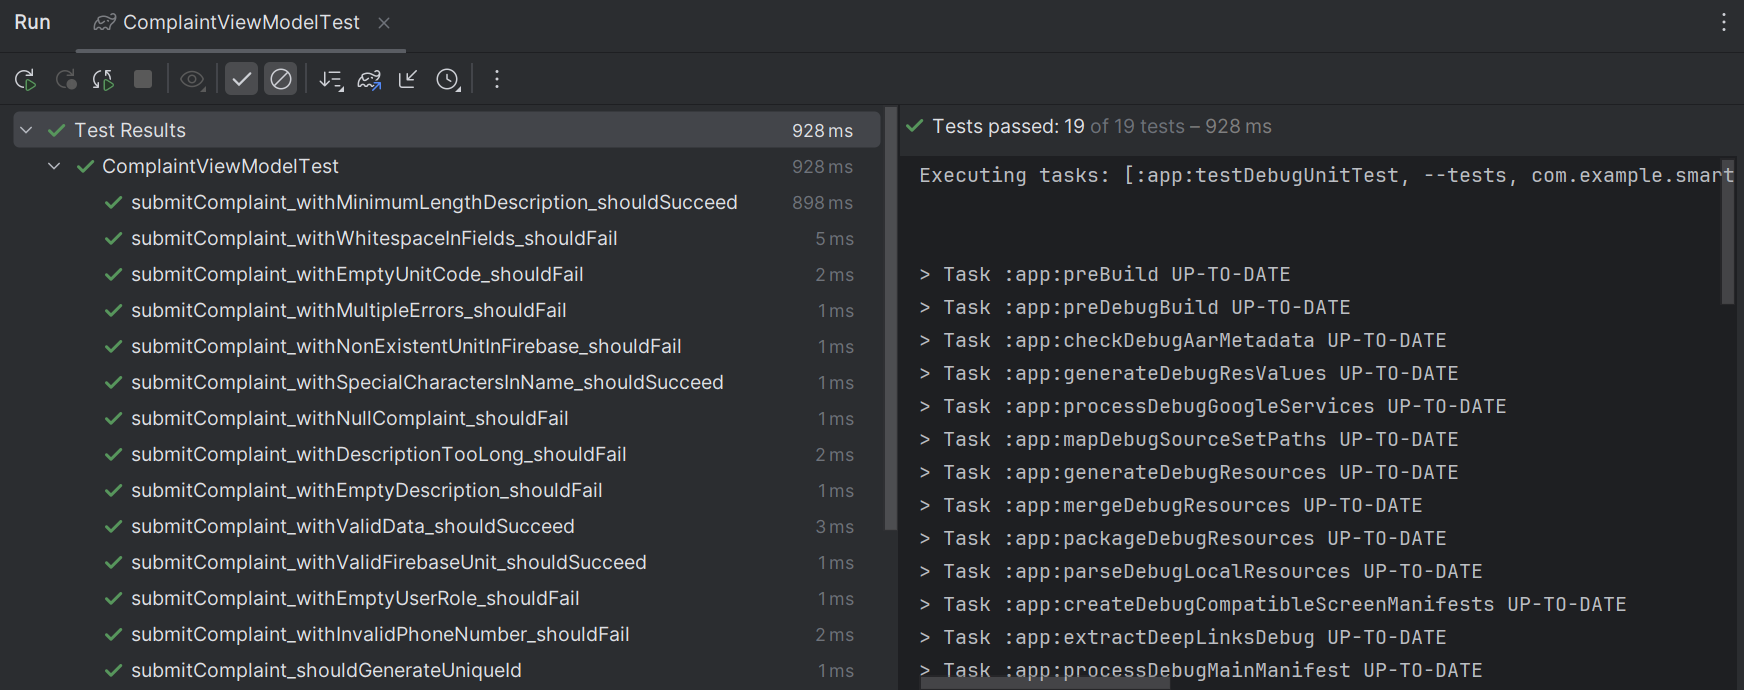 Run
ComplaintViewModelTest
Test Results 928 ms
ComplaintViewModelTest 928 ms
submitComplaint_withMinimumLengthDescription_shouldSucceed 898 ms
submitComplaint_withWhitespaceInFields_shouldFail 5 ms
submitComplaint_withEmptyUnitCode_shouldFail 2 ms
submitComplaint_withMultipleErrors_shouldFail 1 ms
submitComplaint_withNonExistentUnitInFirebase_shouldFail 1 ms
submitComplaint_withSpecialCharactersInName_shouldSucceed 1 ms
submitComplaint_withNullComplaint_shouldFail 1 ms
submitComplaint_withDescriptionTooLong_shouldFail 2 ms
submitComplaint_withEmptyDescription_shouldFail 1 ms
submitComplaint_withValidData_shouldSucceed 3 ms
submitComplaint_withValidFirebaseUnit_shouldSucceed 1 ms
submitComplaint_withEmptyUserRole_shouldFail 1 ms
submitComplaint_withInvalidPhoneNumber_shouldFail 2 ms
submitComplaint_shouldGenerateUniqueId 1 ms
Tests passed: 19 of 19 tests – 928 ms
Executing tasks: [:app:testDebugUnitTest, --tests, com.example.smart
> Task :app:preBuild UP-TO-DATE
> Task :app:preDebugBuild UP-TO-DATE
> Task :app:checkDebugAarMetadata UP-TO-DATE
> Task :app:generateDebugResValues UP-TO-DATE
> Task :app:processDebugGoogleServices UP-TO-DATE
> Task :app:mapDebugSourceSetPaths UP-TO-DATE
> Task :app:generateDebugResources UP-TO-DATE
> Task :app:mergeDebugResources UP-TO-DATE
> Task :app:packageDebugResources UP-TO-DATE
> Task :app:parseDebugLocalResources UP-TO-DATE
> Task :app:createDebugCompatibleScreenManifests UP-TO-DATE
> Task :app:extractDeepLinksDebug UP-TO-DATE
> Task :app:processDebugMainManifest UP-TO-DATE